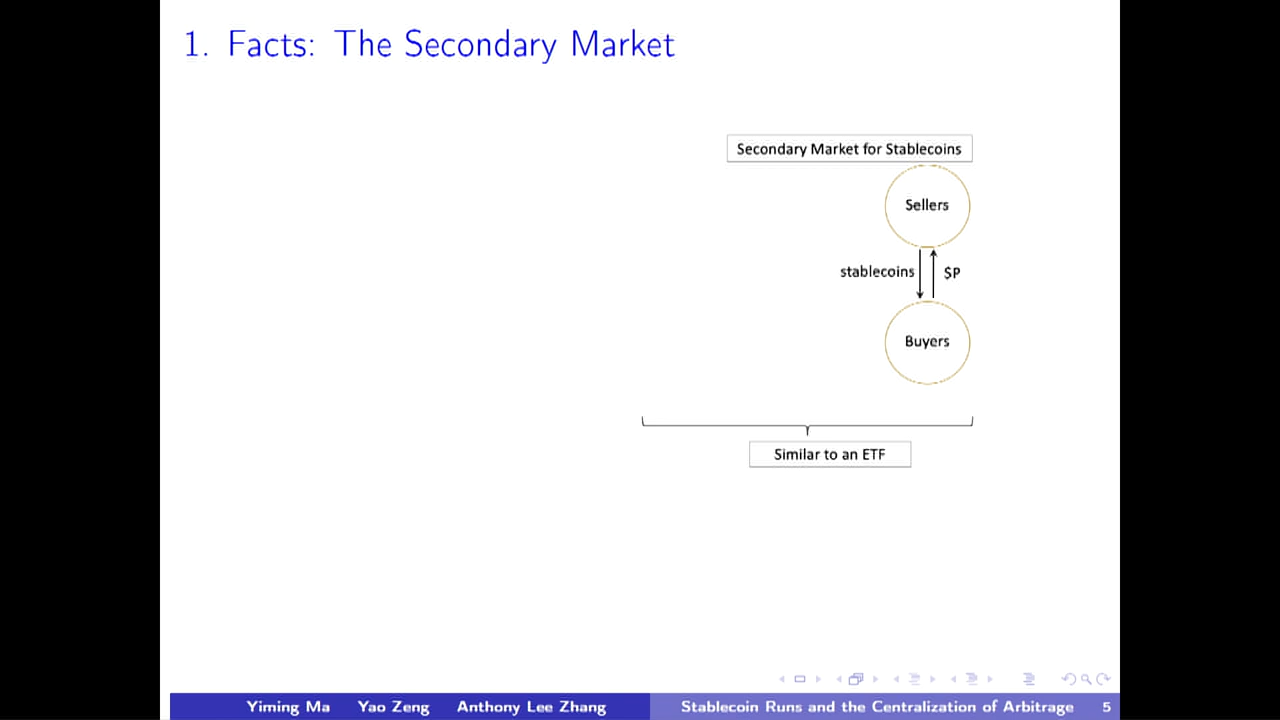 1. Facts: The Secondary Market
Secondary Market for Stablecoins
Sellers
stablecoins $P
Buyers
Similar to an ETF
Yiming Ma Yao Zeng Anthony Lee Zhang Stablecoin Runs and the Centralization of Arbitrage 5